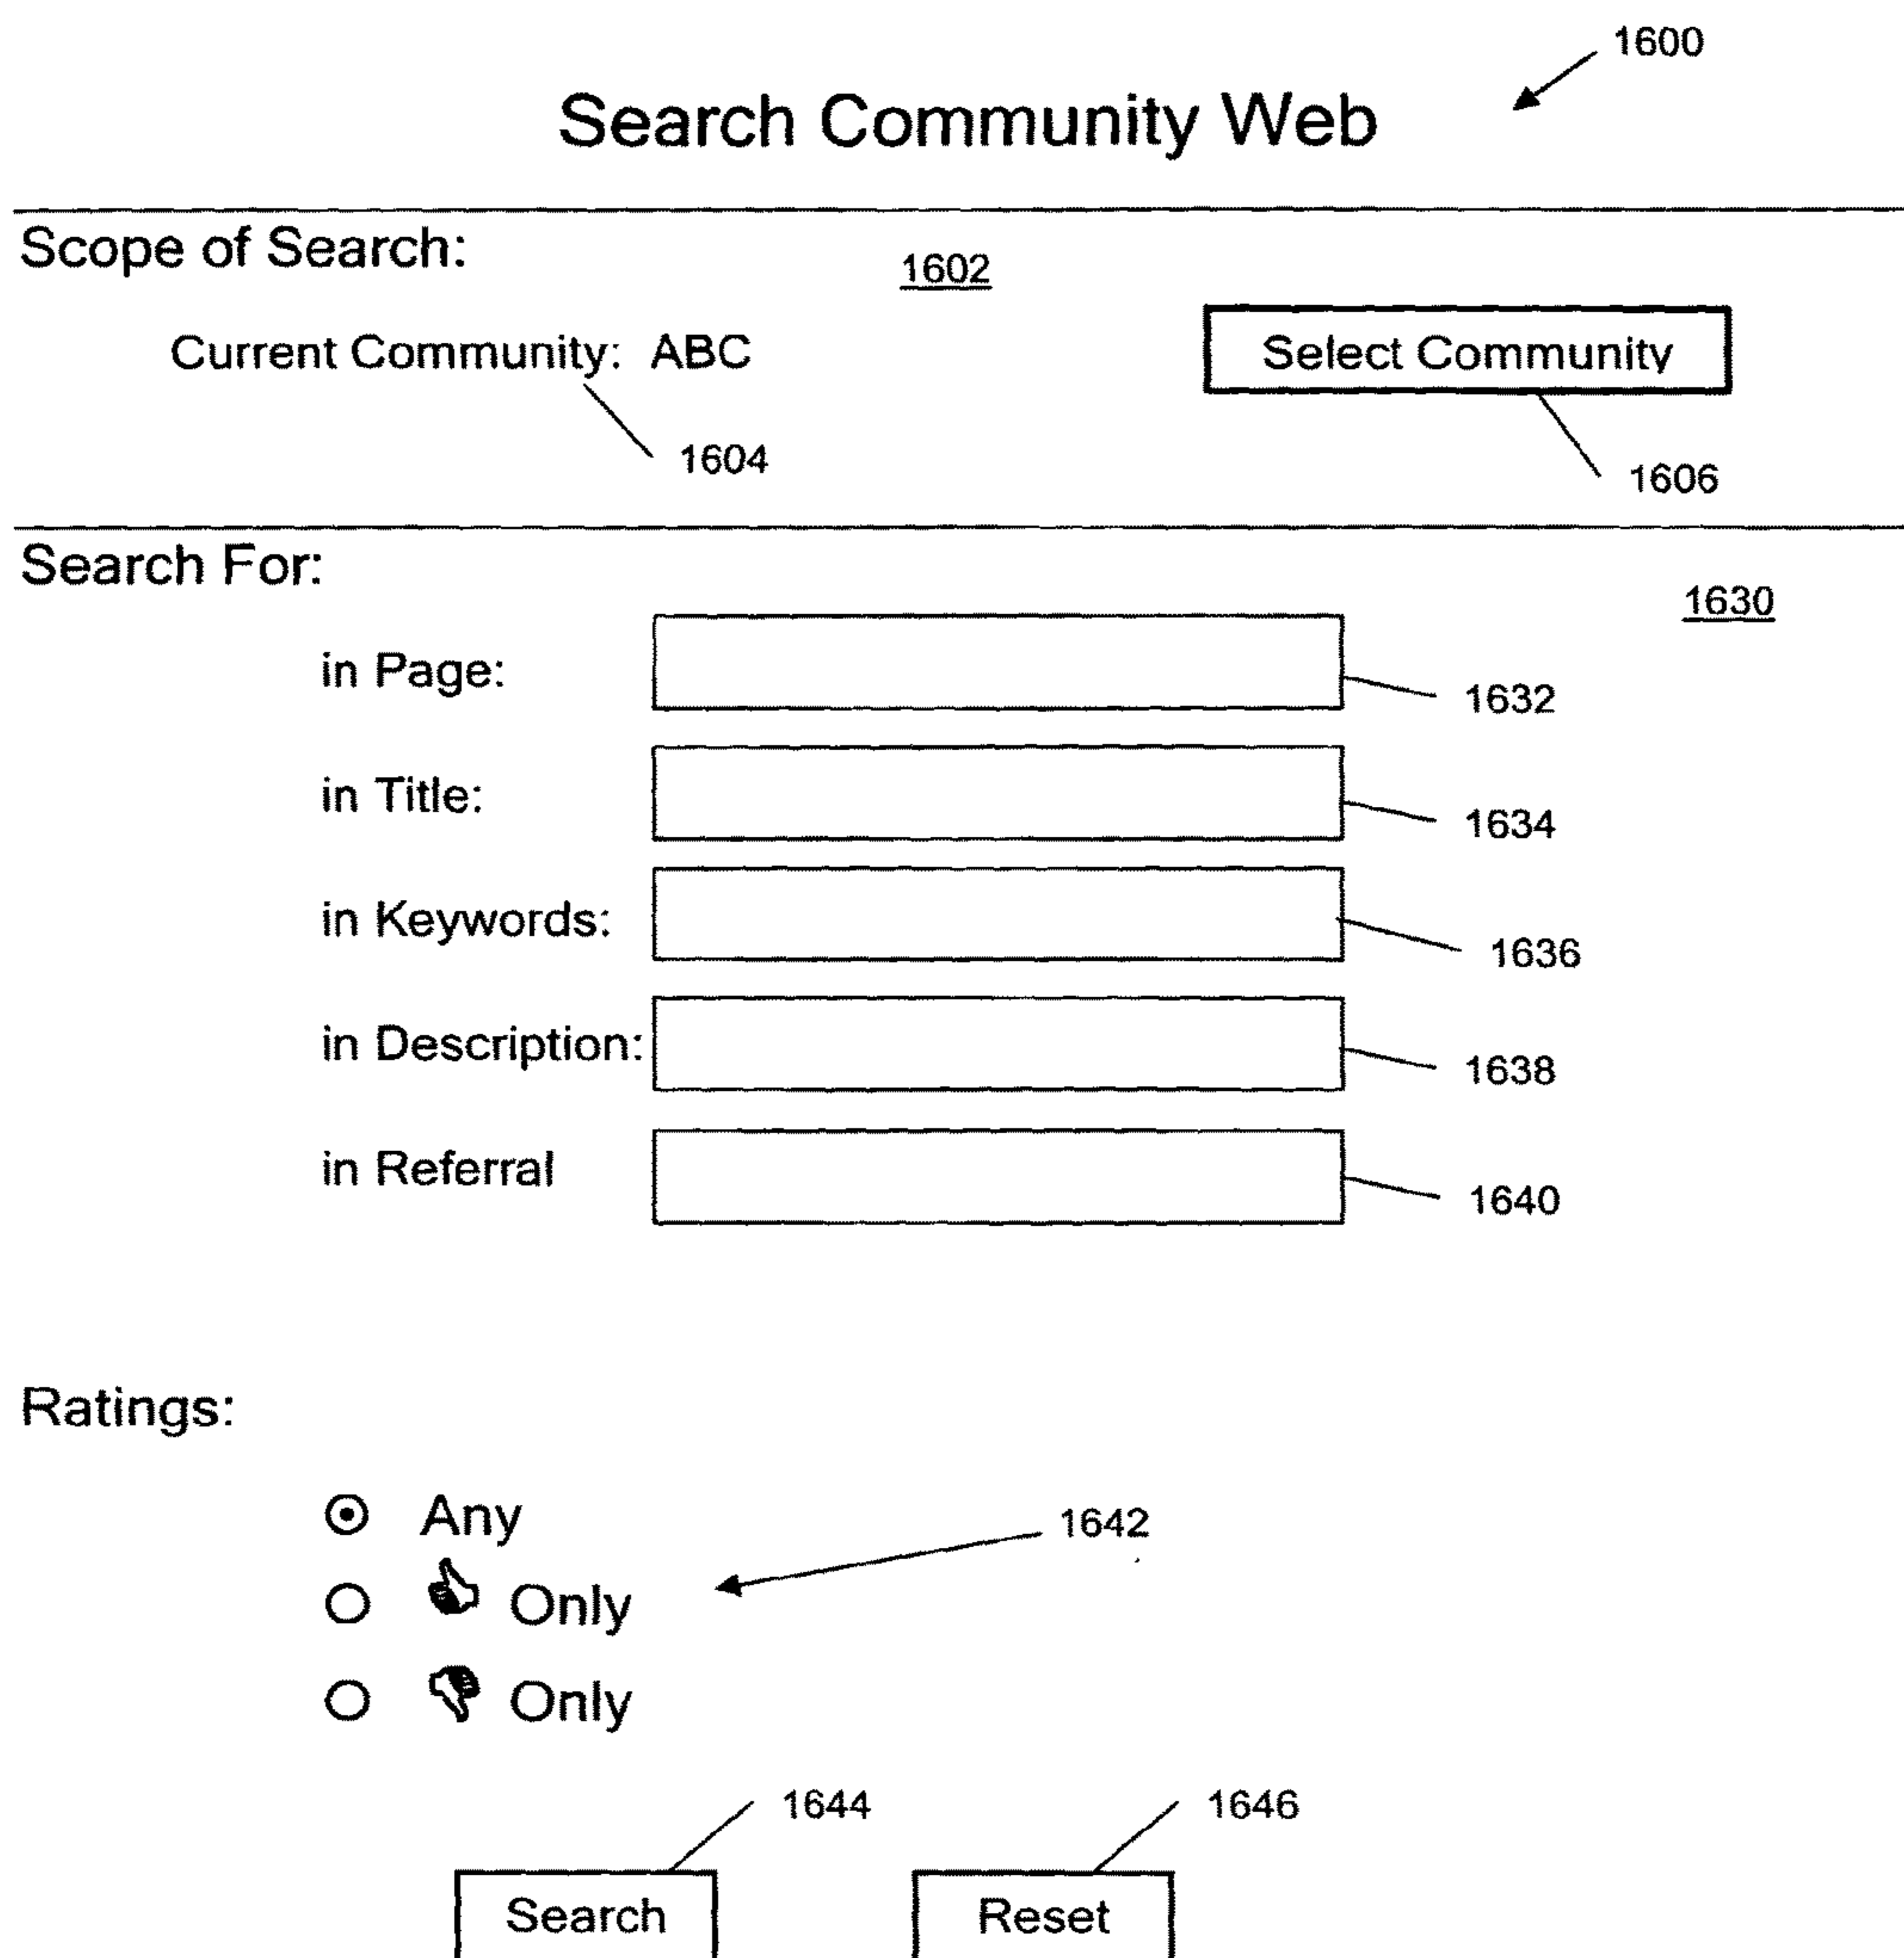 1600
Search Community Web
Scope of Search:
1602
Current Community: ABC
Select Community
1604
1606
Search For:
1630
in Page:
1632
in Title:
1634
in Keywords:
1636
in Description:
1638
in Referral
1640
Ratings:
Any
1642
Only
Only
1644
1646
Search
Reset